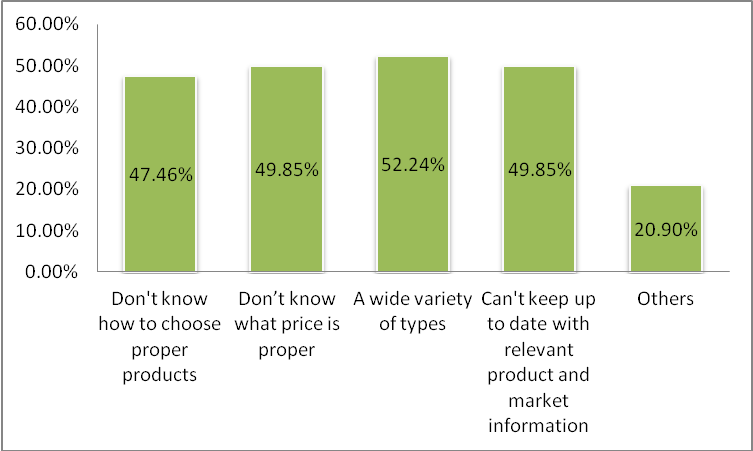 60.00%
50.00%
40.00%
30.00%
20.00%
10.00%
0.00%
47.46%
49.85%
52.24%
49.85%
20.90%
Don't know
how to choose
proper
products
Don’t know
what price is
proper
A wide variety
of types
Can't keep up
to date with
relevant
product and
market
information
Others